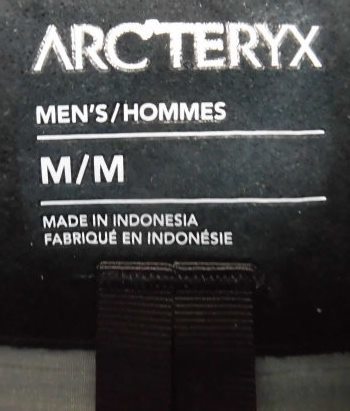 ARC'TERYX
MEN'S/HOMMES
M/M
MADE IN INDONESIA
FABRIQUÉ EN INDONÉSIE